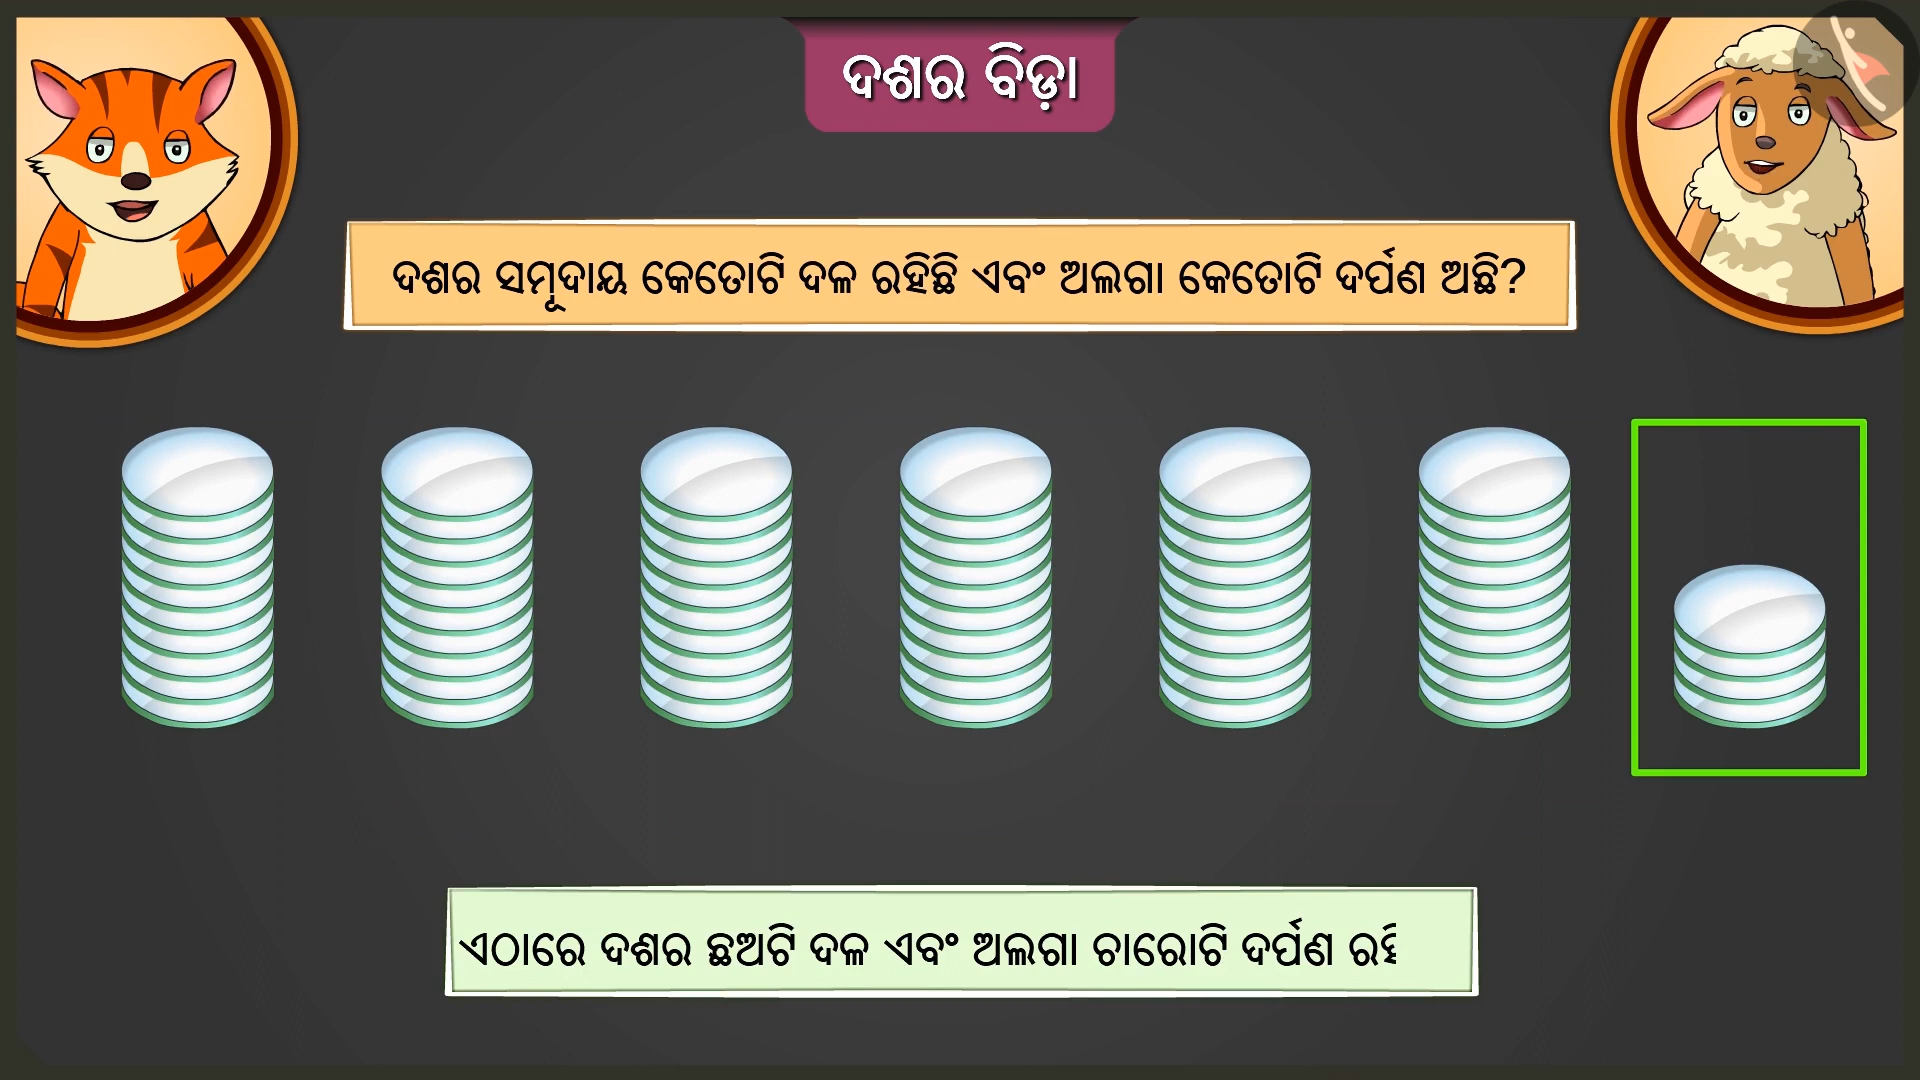 ଦଶର ବିଡ଼ା
ଦଶର ସମୂଦାୟ କେତୋଟି ଦଳ ରହିଛି ଏବଂ ଅଲଗା କେତୋଟି ଦର୍ପଣ ଅଛି?
ଏଠାରେ ଦଶର ଛଅଟି ଦଳ ଏବଂ ଅଲଗା ଚାରୋଟି ଦର୍ପଣ